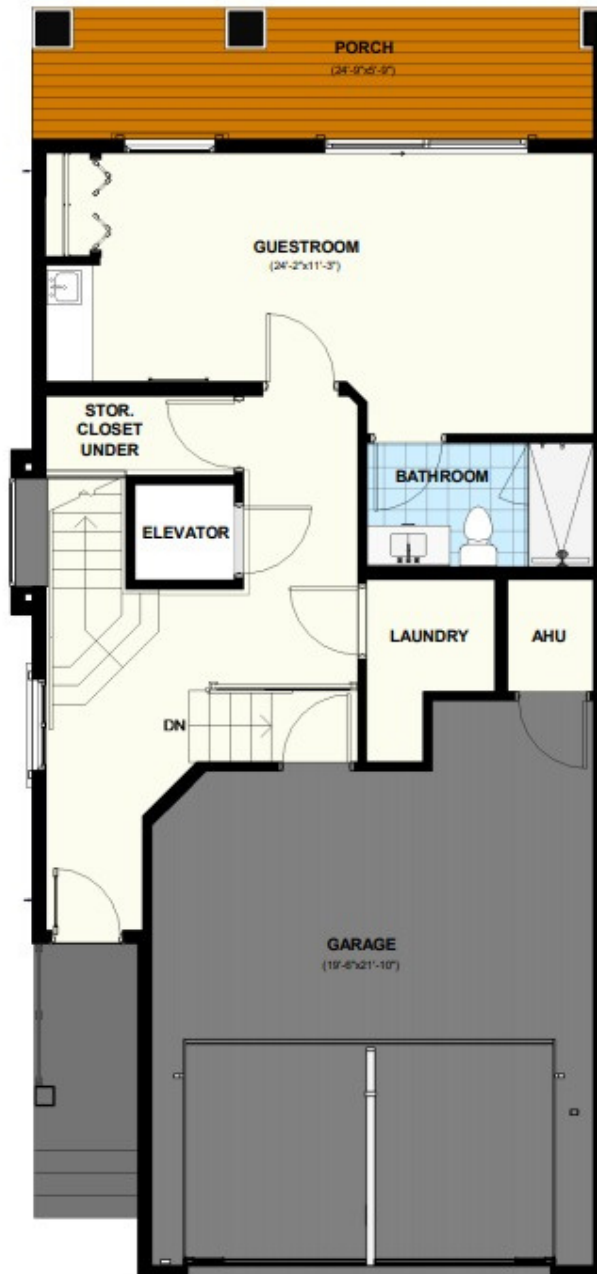 PORCH
(24'-9"x5'-9")
GUESTROOM
(24'-2"x11'-3")
STOR.
CLOSET
UNDER
BATHROOM
ELEVATOR
LAUNDRY
AHU
DN
GARAGE
(19'-6"x21'-10")